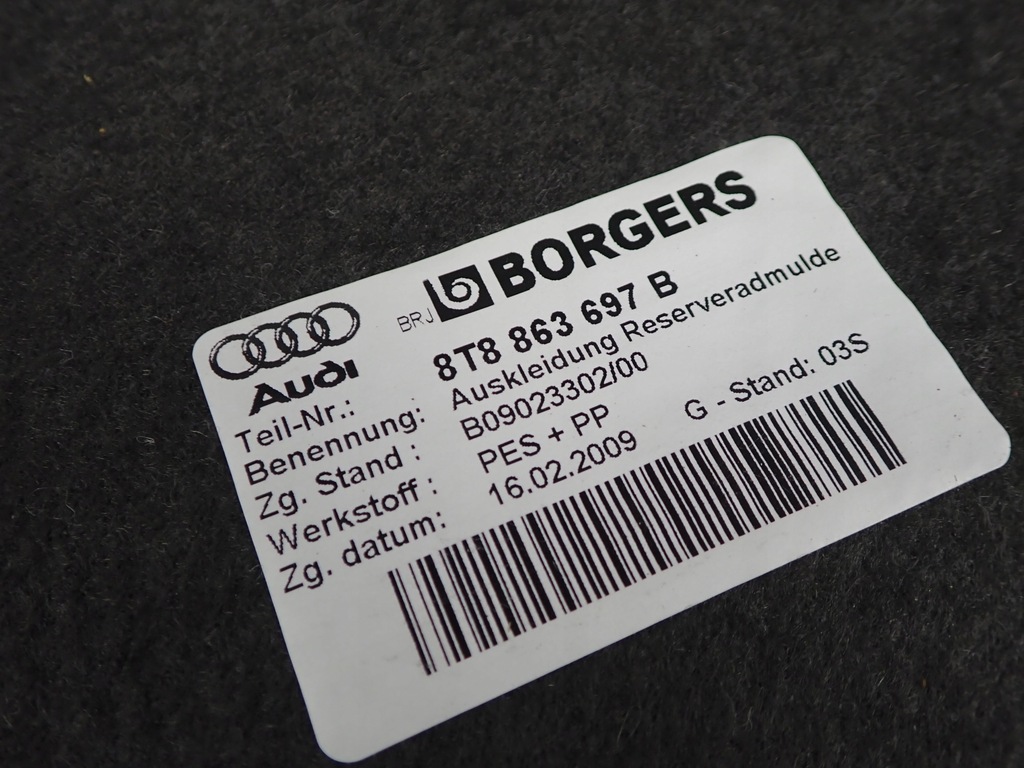 BRJ BORGERS
Audi
Teil-Nr.: 8T8 863 697 B
Benennung: Auskleidung Reserveradmulde
Zg. Stand : B09023302/00
Werkstoff : PES + PP
Zg. datum: 16.02.2009 G - Stand: 03S